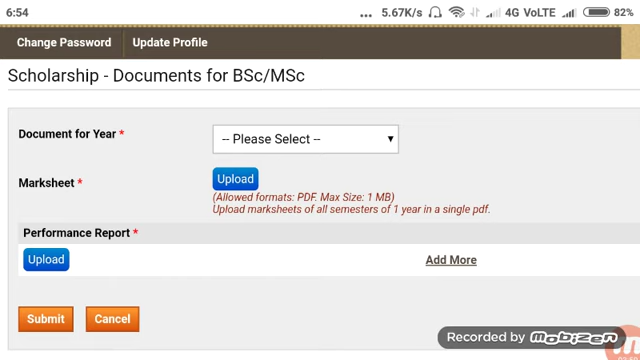 6:54 ... 5.67K/s 4G VoLTE 82%
Change Password Update Profile
Scholarship - Documents for BSc/MSc
Document for Year * -- Please Select --
Marksheet * Upload
(Allowed formats: PDF. Max Size: 1 MB)
Upload marksheets of all semesters of 1 year in a single pdf.
Performance Report *
Upload Add More
Submit Cancel
Recorded by mobizen